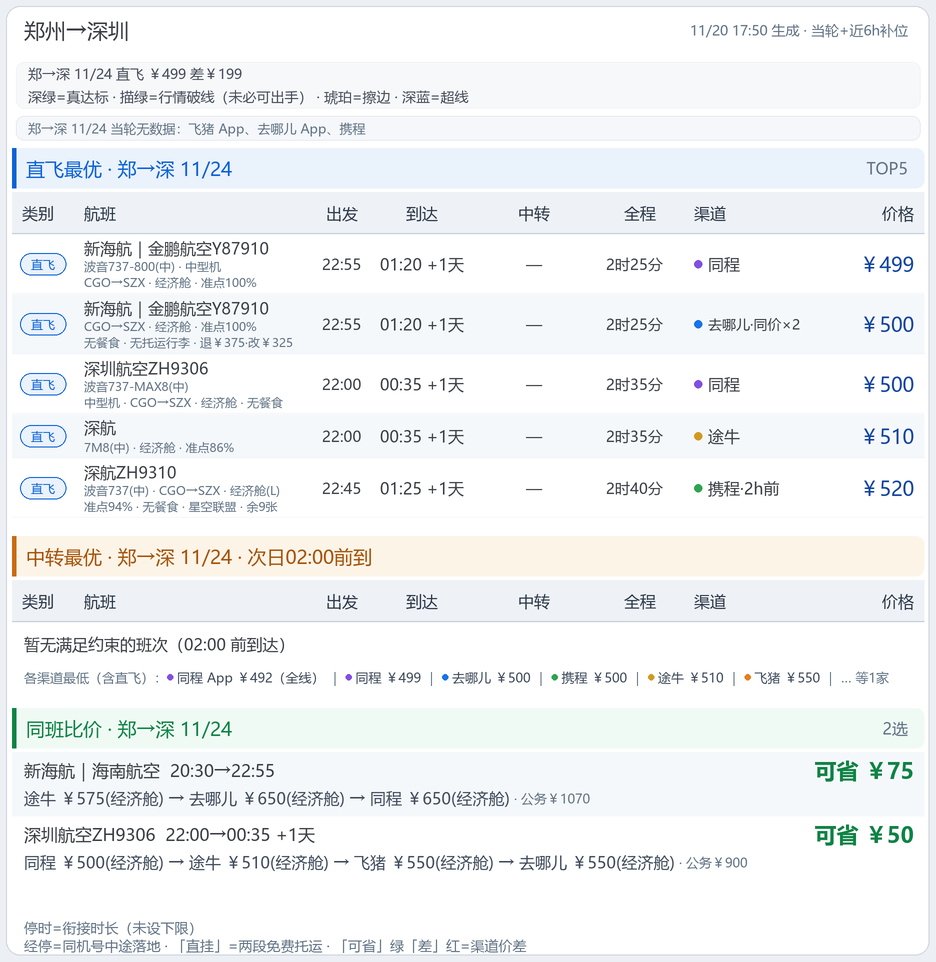 郑州→深圳
11/20 17:50 生成 · 当轮+近6h补位
郑→深 11/24 直飞 ¥499 差¥199
深绿=真达标 · 描绿=行情破线（未必可出手） · 琥珀=擦边 · 深蓝=超线
郑→深 11/24 当轮无数据：飞猪 App、去哪儿 App、携程
直飞最优 · 郑→深 11/24 TOP5
类别 航班 出发 到达 中转 全程 渠道 价格
新海航｜金鹏航空Y87910
直飞 波音737-800(中) · 中型机 22:55 01:20 +1天 — 2时25分 同程 ¥499
CGO→SZX · 经济舱 · 准点100%
新海航｜金鹏航空Y87910
直飞 CGO→SZX · 经济舱 · 准点100% 22:55 01:20 +1天 — 2时25分 去哪儿·同价×2 ¥500
无餐食 · 无托运行李 · 退¥375·改¥325
深圳航空ZH9306
直飞 波音737-MAX8(中) 22:00 00:35 +1天 — 2时35分 同程 ¥500
中型机 · CGO→SZX · 经济舱 · 无餐食
深航
直飞 7M8(中) · 经济舱 · 准点86% 22:00 00:35 +1天 — 2时35分 途牛 ¥510
深航ZH9310
直飞 波音737(中) · CGO→SZX · 经济舱(L) 22:45 01:25 +1天 — 2时40分 携程·2h前 ¥520
准点94% · 无餐食 · 星空联盟 · 余9张
中转最优 · 郑→深 11/24 · 次日02:00前到
类别 航班 出发 到达 中转 全程 渠道 价格
暂无满足约束的班次（02:00 前到达）
各渠道最低（含直飞）: 同程 App ¥492（全线） | 同程 ¥499 | 去哪儿 ¥500 | 携程 ¥500 | 途牛 ¥510 | 飞猪 ¥550 | … 等1家
同班比价 · 郑→深 11/24 2选
新海航｜海南航空 20:30→22:55 可省 ¥75
途牛 ¥575(经济舱) → 去哪儿 ¥650(经济舱) → 同程 ¥650(经济舱) · 公务¥1070
深圳航空ZH9306 22:00→00:35 +1天 可省 ¥50
同程 ¥500(经济舱) → 途牛 ¥510(经济舱) → 飞猪 ¥550(经济舱) → 去哪儿 ¥550(经济舱) · 公务¥900
停时=衔接时长（未设下限）
经停=同机号中途落地 · 「直挂」=两段免费托运 · 「可省」绿「差」红=渠道价差